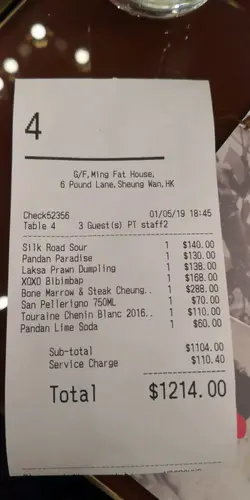 4
G/F, Ming Fat House,
6 Pound Lane, Sheung Wan, HK
Check52356 01/05/19 18:45
Table 4 3 Guest(s) PT staff2
Silk Road Sour 1 $140.00
Pandan Paradise 1 $130.00
Laksa Prawn Dumpling 1 $138.00
XOXO Bibimbap 1 $168.00
Bone Marrow & Steak Cheung.. 1 $288.00
San Pellerigno 750ML 1 $70.00
Touraine Chenin Blanc 2016.. 1 $110.00
Pandan Lime Soda 1 $60.00
Sub-total $1104.00
Service Charge $110.40
Total $1214.00